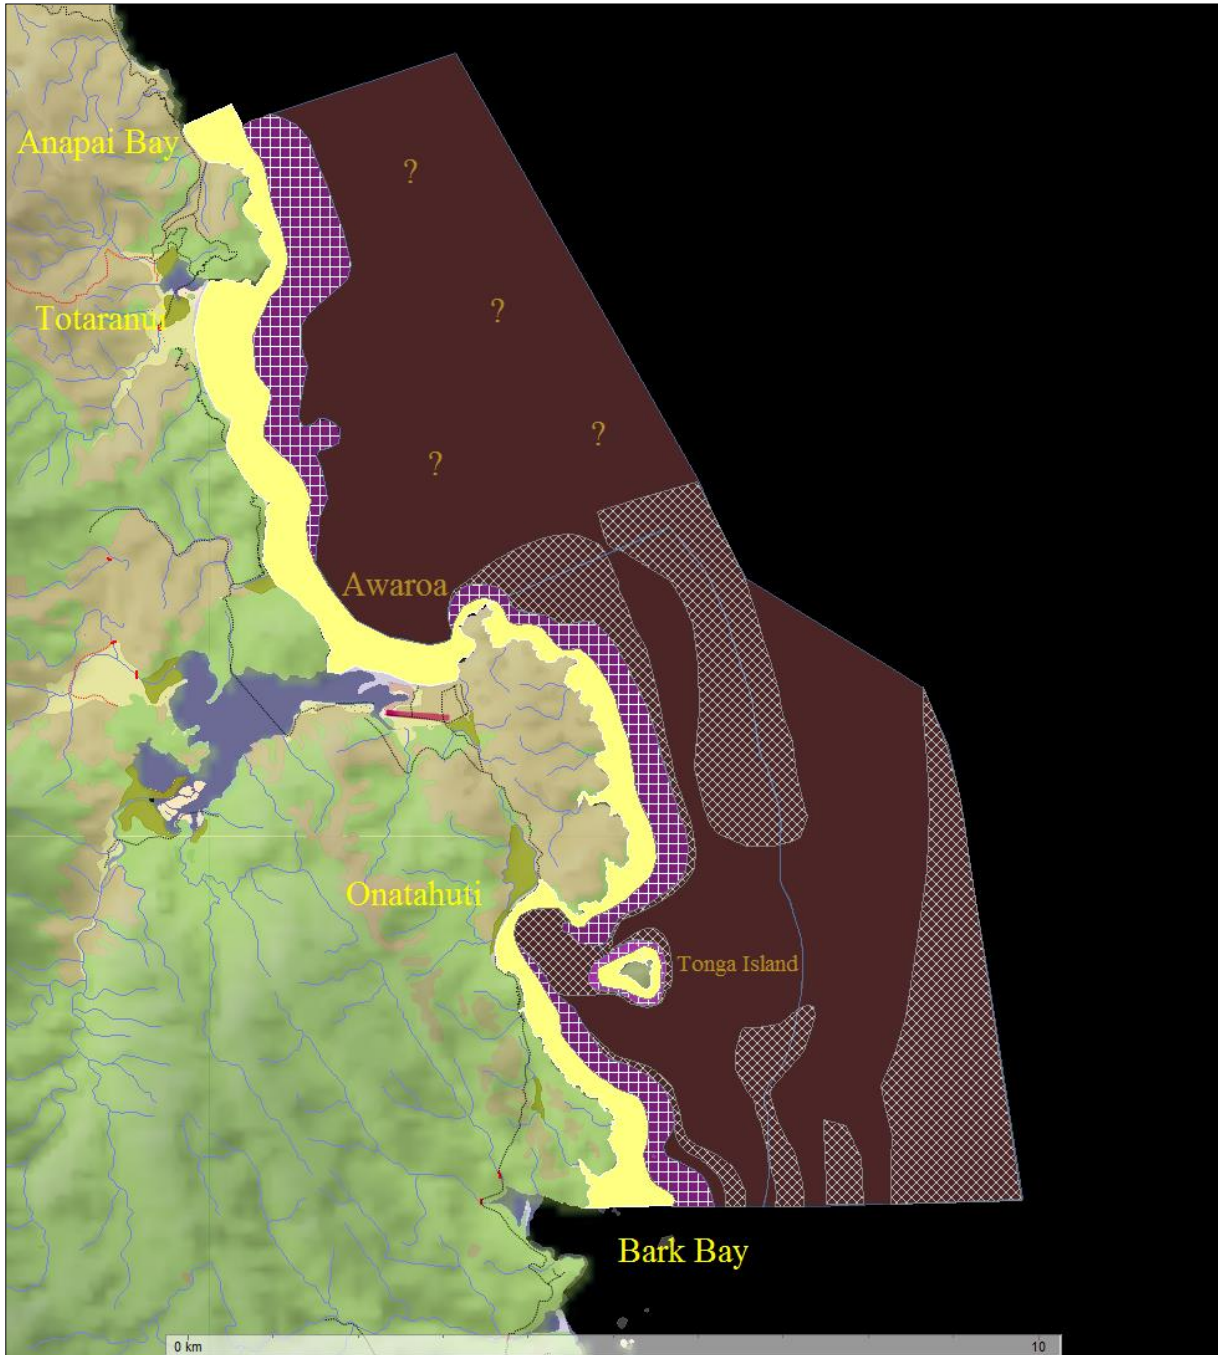 Anapai Bay
?
?
Totaranui
?
?
Awaroa
Onatahuti
Tonga Island
Bark Bay
0 km
10